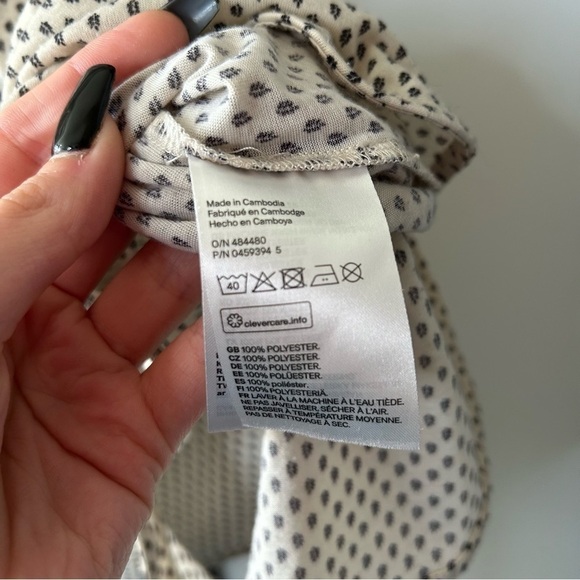 Made in Cambodia
Fabriqué en Cambodge
Hecho en Camboya
O/N 484480
P/N 0459394 5
40
clevercare.info
GB 100% POLYESTER.
CZ 100% POLYESTER.
DE 100% POLYESTER.
EE 100% POLÜESTER.
ES 100% poliéster.
FI 100% POLYESTERIÄ.
FR LAVER À LA MACHINE À L'EAU TIÈDE.
NE PAS JAVELLISER, SÉCHER À L'AIR.
REPASSER À TEMPÉRATURE MOYENNE.
PAS DE NETTOYAGE À SEC.